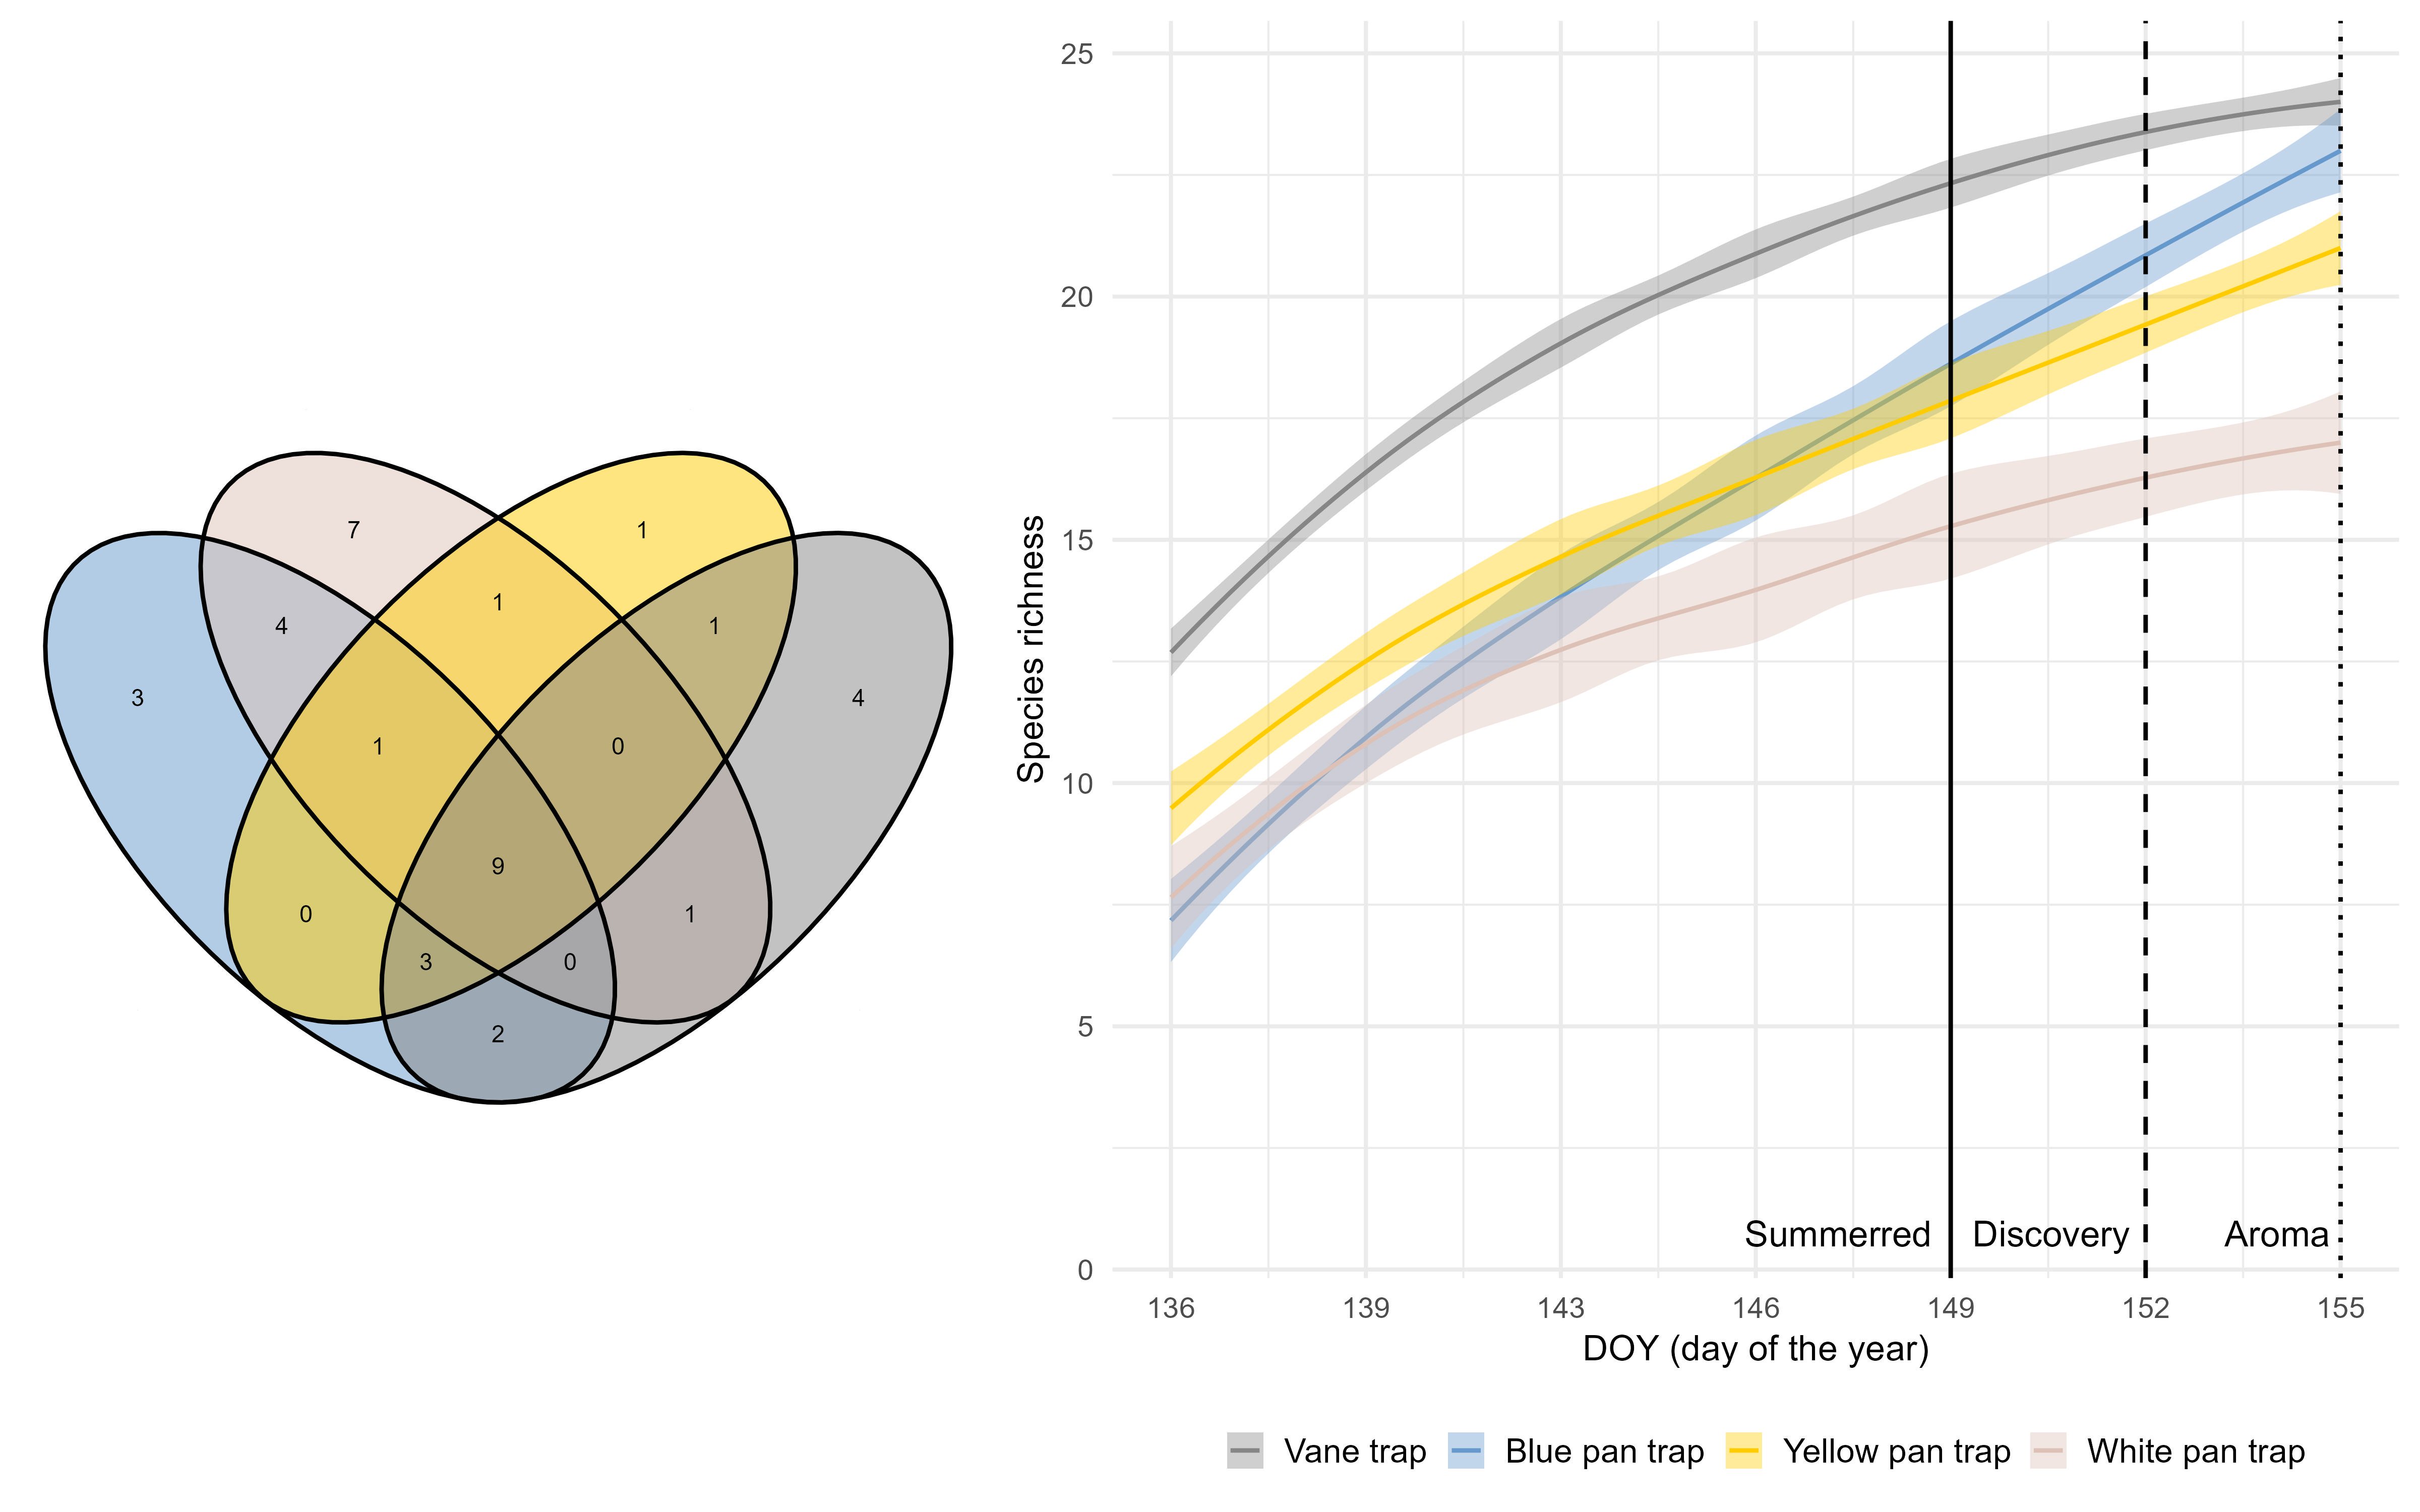 7
1
4
1
1
3
4
1
0
9
0
1
3
0
2
Species richness
25
20
15
10
5
0
Summerred
Discovery
Aroma
136 139 143 146 149 152 155
DOY (day of the year)
Vane trap
Blue pan trap
Yellow pan trap
White pan trap